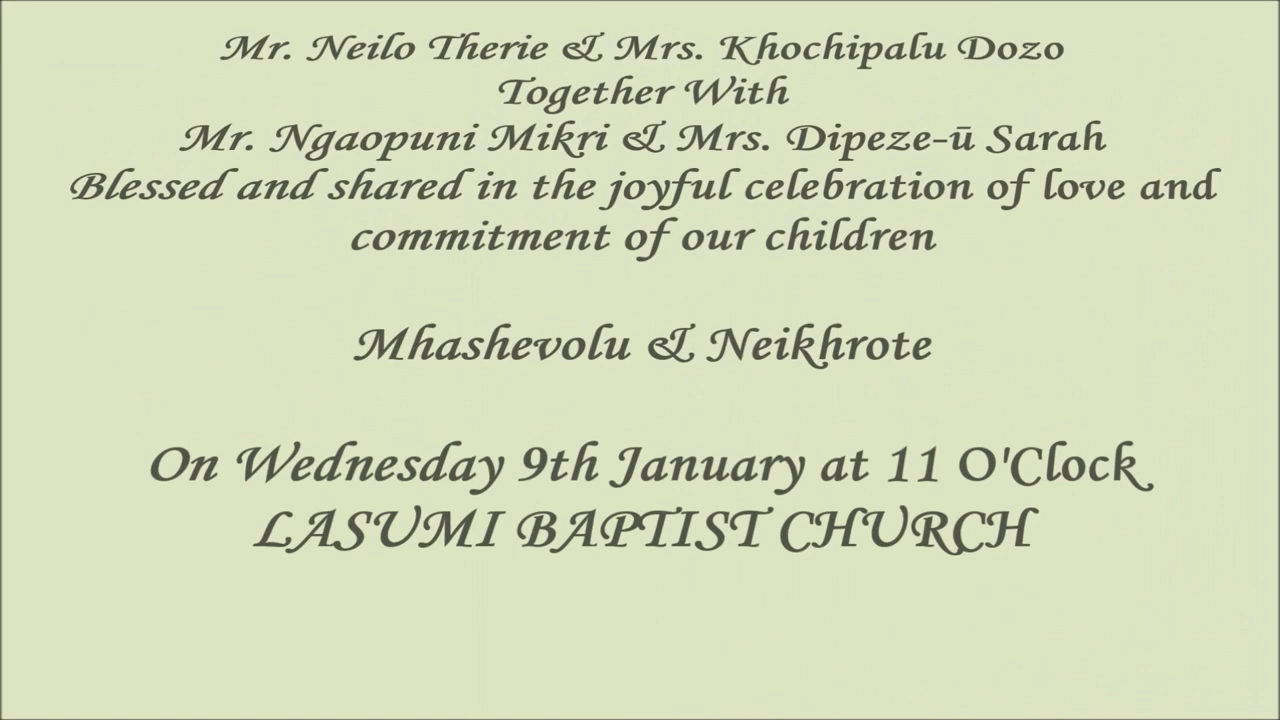 Mr. Neilo Therie & Mrs. Khochipalu Dozo
Together With
Mr. Ngaopuni Mikri & Mrs. Dipeze-ū Sarah
Blessed and shared in the joyful celebration of love and
commitment of our children
Mhashevolu & Neikhrote
On Wednesday 9th January at 11 O'Clock
LASUMI BAPTIST CHURCH